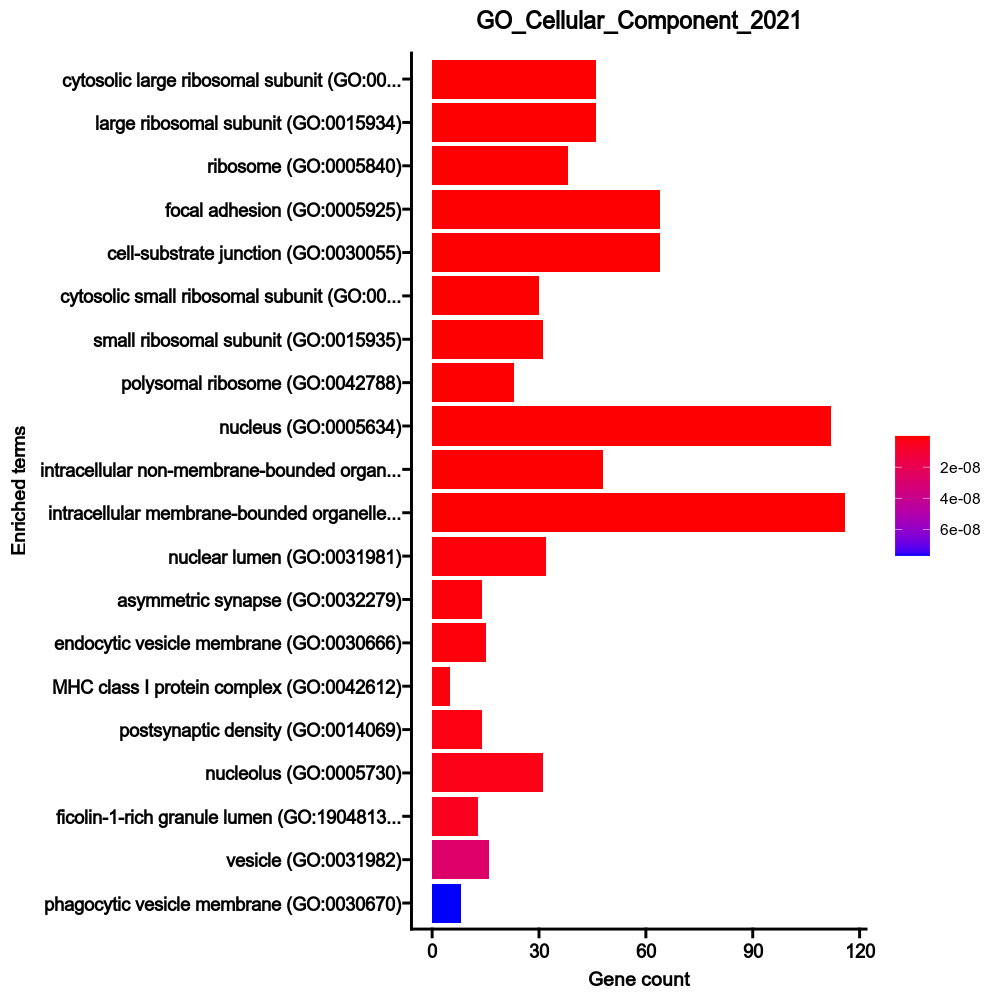 GO_Cellular_Component_2021
cytosolic large ribosomal subunit (GO:00...
large ribosomal subunit (GO:0015934)
ribosome (GO:0005840)
focal adhesion (GO:0005925)
cell-substrate junction (GO:0030055)
cytosolic small ribosomal subunit (GO:00...
small ribosomal subunit (GO:0015935)
polysomal ribosome (GO:0042788)
nucleus (GO:0005634)
intracellular non-membrane-bounded organ...
intracellular membrane-bounded organelle...
nuclear lumen (GO:0031981)
asymmetric synapse (GO:0032279)
endocytic vesicle membrane (GO:0030666)
MHC class I protein complex (GO:0042612)
postsynaptic density (GO:0014069)
nucleolus (GO:0005730)
ficolin-1-rich granule lumen (GO:1904813...
vesicle (GO:0031982)
phagocytic vesicle membrane (GO:0030670)
Enriched terms
0 30 60 90 120
Gene count
2e-08
4e-08
6e-08